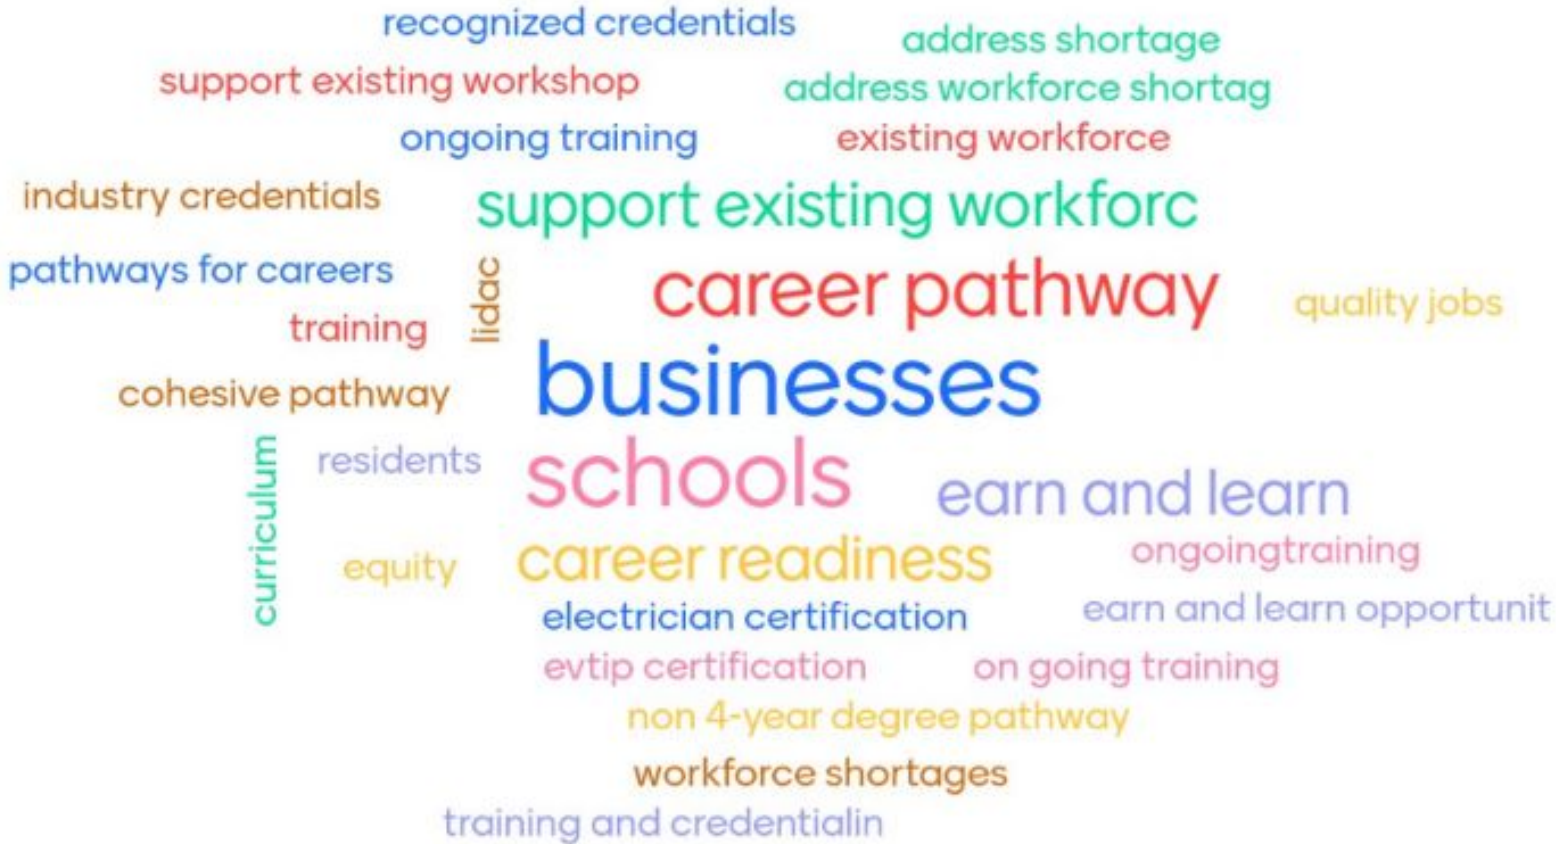 recognized credentials
address shortage
support existing workshop
address workforce shortag
ongoing training
existing workforce
industry credentials
support existing workforc
pathways for careers
lidac
career pathway
quality jobs
training
businesses
cohesive pathway
curriculum
residents
schools
earn and learn
equity
career readiness
ongoingtraining
electrician certification
earn and learn opportunit
evtip certification
on going training
non 4-year degree pathway
workforce shortages
training and credentialin